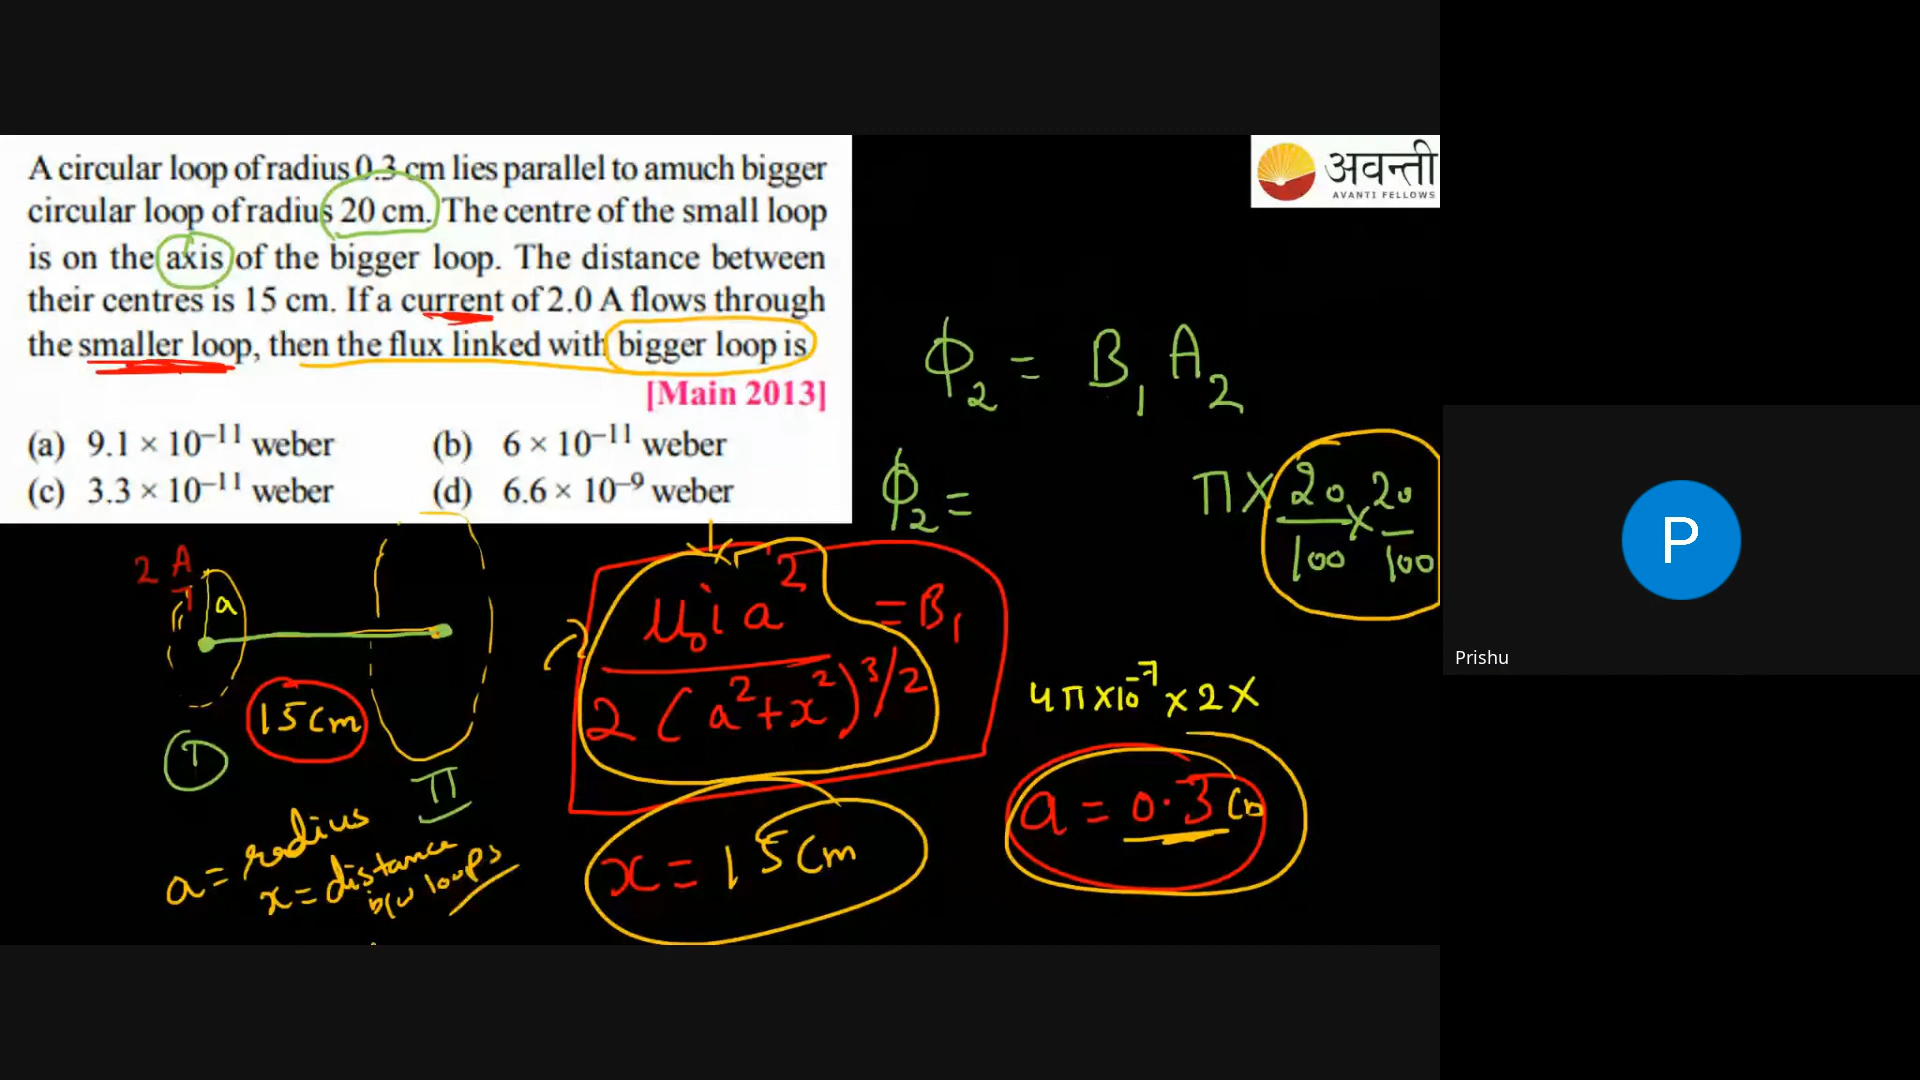 A circular loop of radius 0.3 cm lies parallel to amuch bigger
circular loop of radius 20 cm. The centre of the small loop
is on the axis of the bigger loop. The distance between
their centres is 15 cm. If a current of 2.0 A flows through
the smaller loop, then the flux linked with bigger loop is
[Main 2013]
(a) 9.1 × 10⁻¹¹ weber (b) 6 × 10⁻¹¹ weber
(c) 3.3 × 10⁻¹¹ weber (d) 6.6 × 10⁻⁹ weber
अवन्ती
AVANTI FELLOWS
ϕ₂ = B₁ A₂
ϕ₂ = π × 20/100 × 20/100
2 A
a
15 cm
I
II
μ₀ i a² / 2 (a² + x²)^3/2 = B₁
4π×10⁻⁷ × 2 ×
a = 0.3 cm
x = 15 cm
a = radius
x = distance
b/w loops
P
Prishu